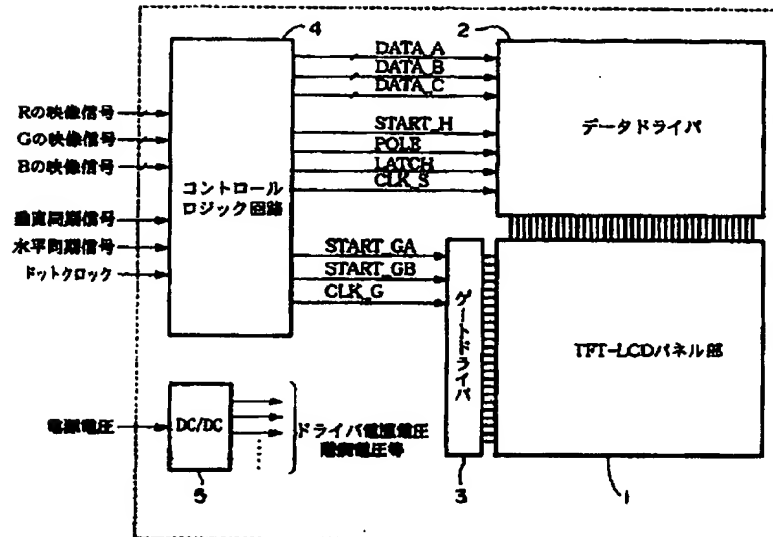 4
2
DATA_A
DATA_B
DATA_C
START_H
POLE
LATCH
CLK_S
データドライバ
Rの映像信号
Gの映像信号
Bの映像信号
垂直同期信号
水平同期信号
ドットクロック
コントロール
ロジック回路
START_GA
START_GB
CLK_G
ゲートドライバ
TFT-LCDパネル部
電源電圧
DC/DC
ドライバ電源電圧
階調電圧等
5
3
1